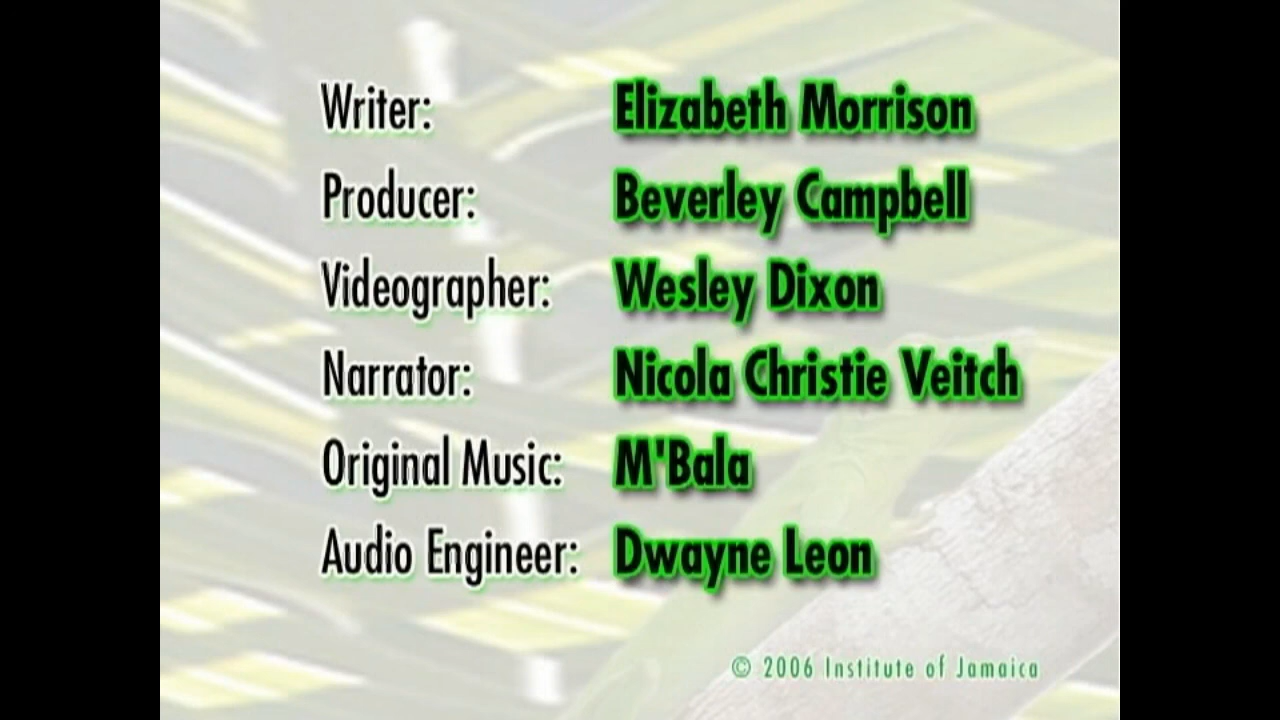 Writer: Elizabeth Morrison
Producer: Beverley Campbell
Videographer: Wesley Dixon
Narrator: Nicola Christie Veitch
Original Music: M'Bala
Audio Engineer: Dwayne Leon
© 2006 Institute of Jamaica